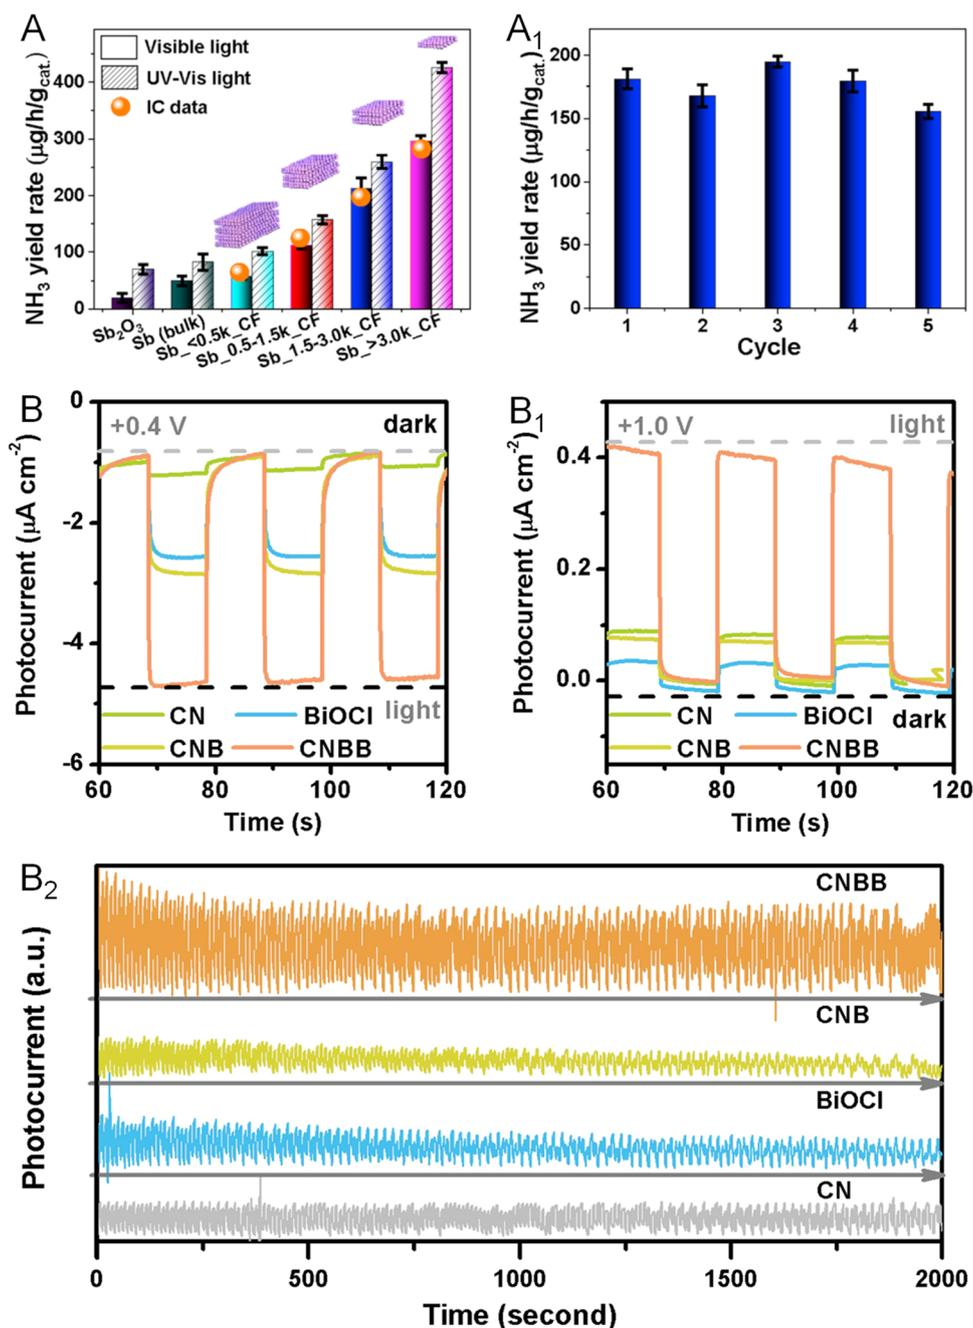 A
NH3 yield rate (μg/h/gcat.)
400
300
200
100
0
Visible light
UV-Vis light
IC data
Sb2O3
Sb (bulk)
Sb_<0.5k_CF
Sb_0.5-1.5k_CF
Sb_1.5-3.0k_CF
Sb_>3.0k_CF
A1
NH3 yield rate (μg/h/gcat.)
200
150
100
50
0
1 2 3 4 5
Cycle
B
Photocurrent (μA cm-2)
0
-2
-4
-6
+0.4 V
dark
light
CN BiOCl
CNB CNBB
60 80 100 120
Time (s)
B1
Photocurrent (μA cm-2)
0.4
0.2
0.0
+1.0 V
light
dark
CN BiOCl
CNB CNBB
60 80 100 120
Time (s)
B2
Photocurrent (a.u.)
CNBB
CNB
BiOCl
CN
0 500 1000 1500 2000
Time (second)